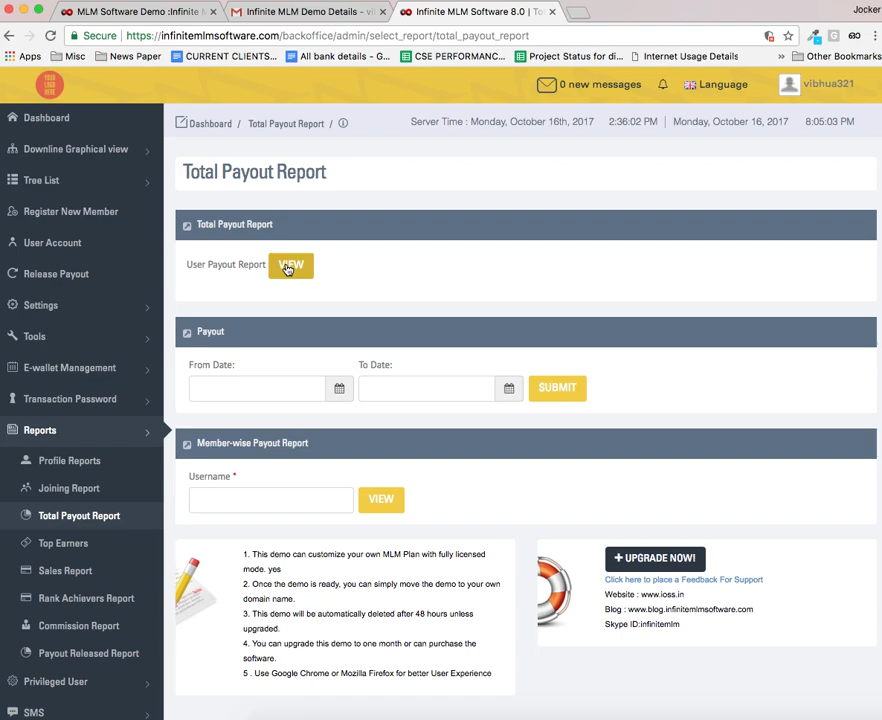 MLM Software Demo :Infinite M
Infinite MLM Demo Details - vi
Infinite MLM Software 8.0 | To
Jocker
Secure
https://infinitemlmsoftware.com/backoffice/admin/select_report/total_payout_report
Apps
Misc
News Paper
CURRENT CLIENTS...
All bank details - G...
CSE PERFORMANC...
Project Status for di...
Internet Usage Details
»
Other Bookmarks
YOUR
LOGO
HERE
0 new messages
Language
vibhua321
Dashboard / Total Payout Report /
Server Time : Monday, October 16th, 2017 2:36:02 PM
Monday, October 16, 2017 8:05:03 PM
Dashboard
Downline Graphical view
Tree List
Register New Member
User Account
Release Payout
Settings
Tools
E-wallet Management
Transaction Password
Reports
Profile Reports
Joining Report
Total Payout Report
Top Earners
Sales Report
Rank Achievers Report
Commission Report
Payout Released Report
Privileged User
SMS
Total Payout Report
Total Payout Report
User Payout Report VIEW
Payout
From Date:
To Date:
SUBMIT
Member-wise Payout Report
Username *
VIEW
1. This demo can customize your own MLM Plan with fully licensed
mode. yes
2. Once the demo is ready, you can simply move the demo to your own
domain name.
3. This demo will be automatically deleted after 48 hours unless
upgraded.
4. You can upgrade this demo to one month or can purchase the
software.
5 . Use Google Chrome or Mozilla Firefox for better User Experience
+ UPGRADE NOW!
Click here to place a Feedback For Support
Website : www.ioss.in
Blog : www.blog.infinitemlmsoftware.com
Skype ID:infinitemlm